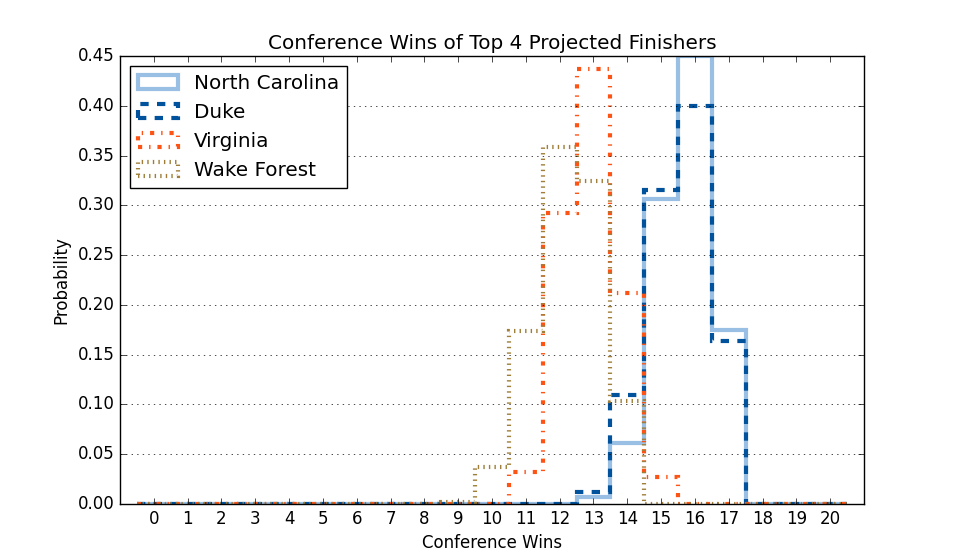 Conference Wins of Top 4 Projected Finishers
0.45
0.40
0.35
0.30
0.25
0.20
0.15
0.10
0.05
0.00
Probability
North Carolina
Duke
Virginia
Wake Forest
0 1 2 3 4 5 6 7 8 9 10 11 12 13 14 15 16 17 18 19 20
Conference Wins